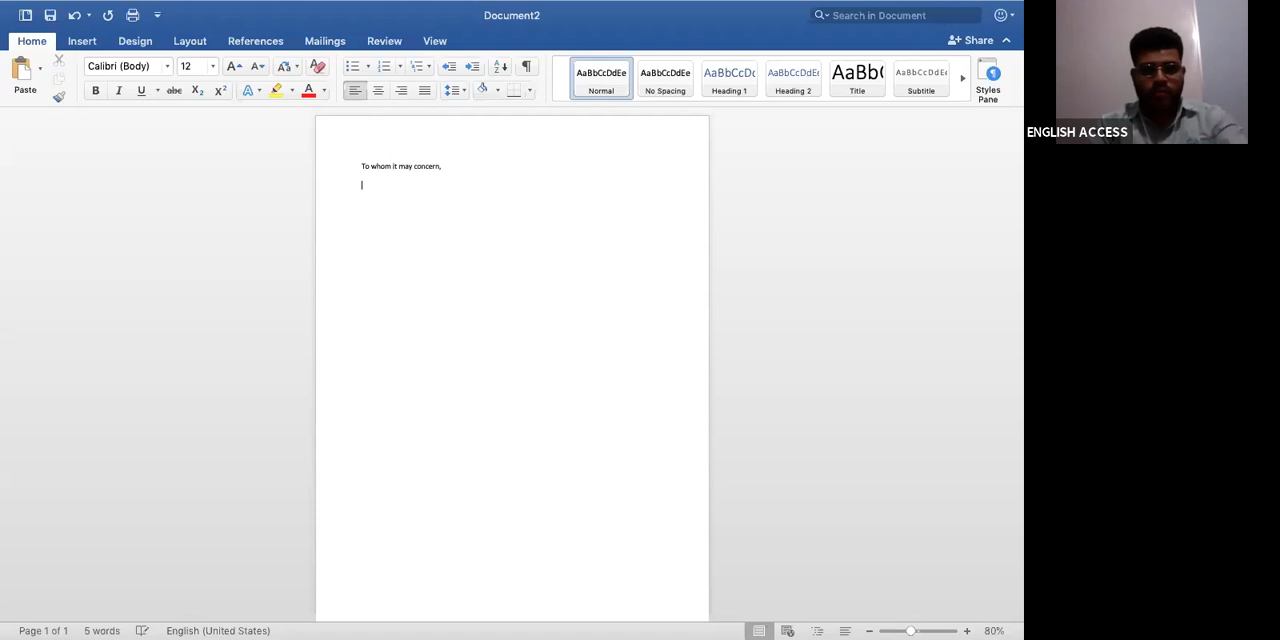 Document2
Search in Document
Home Insert Design Layout References Mailings Review View
Share
Paste
Calibri (Body) 12
AaBbCcDdEe AaBbCcDdEe AaBbCcDc AaBbCcDdEe AaBb( AaBbCcDdEe
Normal No Spacing Heading 1 Heading 2 Title Subtitle
Styles
Pane
ENGLISH ACCESS
To whom it may concern,
Page 1 of 1 5 words English (United States) 80%